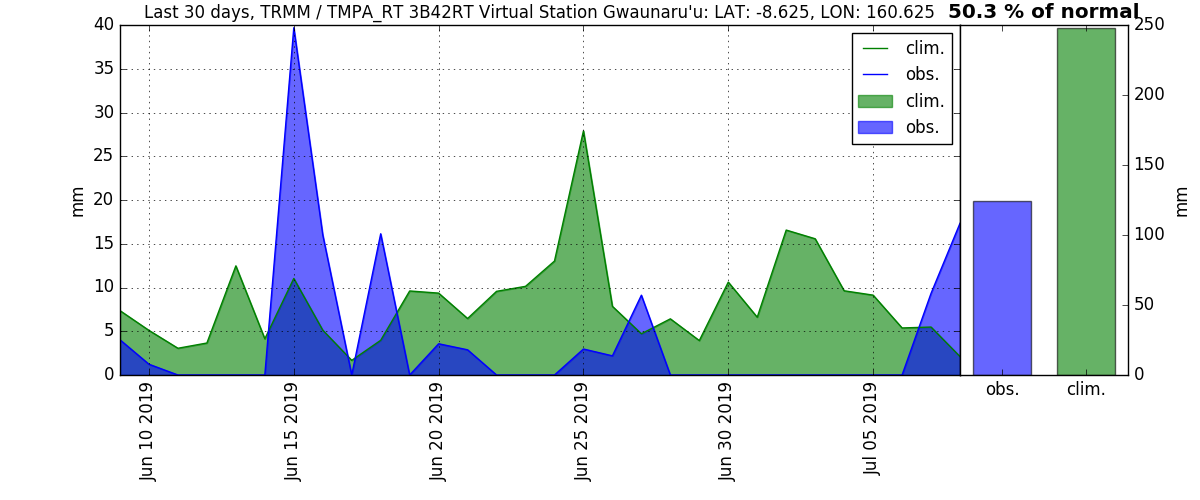 Last 30 days, TRMM / TMPA_RT 3B42RT Virtual Station Gwaunaru'u: LAT: -8.625, LON: 160.625
50.3 % of normal
40
35
30
25
20
15
10
5
0
mm
clim.
obs.
clim.
obs.
Jun 10 2019
Jun 15 2019
Jun 20 2019
Jun 25 2019
Jun 30 2019
Jul 05 2019
250
200
150
100
50
0
mm
obs.
clim.